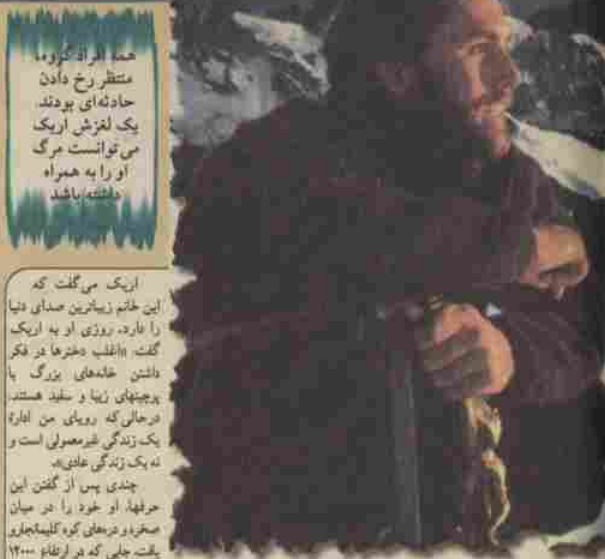 همه افراد گروه،
منتظر رخ دادن
حادثه‌ای بودند.
یک لغزش اریک
می‌توانست مرگ
او را به همراه
داشته باشد
اریک می‌گفت که
این خانم زیباترین صدای دنیا
را دارد. روزی او به اریک
گفت: «اغلب دخترها در فکر
داشتن خانه‌های بزرگ با
پرچینهای زیبا و سفید هستند.
درحالی‌که رویای من ادارهٔ
یک زندگی غیرمعمولی است و
نه یک زندگی عادی».
چندی پس از گفتن این
حرفها، او خود را در میان
صخره و دره‌های کوه کلیمانجارو
یافت. جایی که در ارتفاع ۱۲۰۰۰